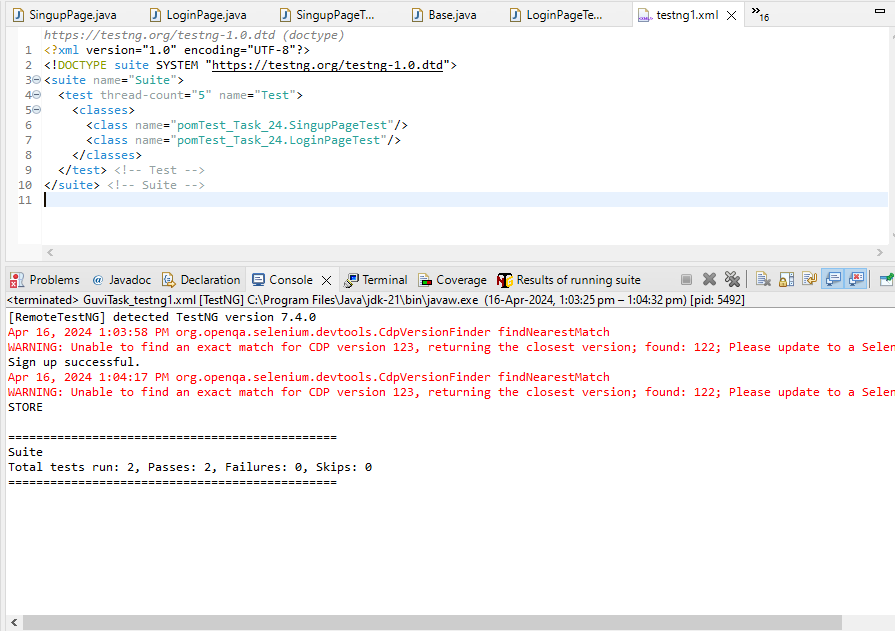 SingupPage.java LoginPage.java SingupPageT... Base.java LoginPageTe... testng1.xml »16
https://testng.org/testng-1.0.dtd (doctype)
1 <?xml version="1.0" encoding="UTF-8"?>
2 <!DOCTYPE suite SYSTEM "https://testng.org/testng-1.0.dtd">
3 <suite name="Suite">
4 <test thread-count="5" name="Test">
5 <classes>
6 <class name="pomTest_Task_24.SingupPageTest"/>
7 <class name="pomTest_Task_24.LoginPageTest"/>
8 </classes>
9 </test> <!-- Test -->
10 </suite> <!-- Suite -->
11
Problems @ Javadoc Declaration Console Terminal Coverage Results of running suite
<terminated> GuviTask_testng1.xml [TestNG] C:\Program Files\Java\jdk-21\bin\javaw.exe (16-Apr-2024, 1:03:25 pm – 1:04:32 pm) [pid: 5492]
[RemoteTestNG] detected TestNG version 7.4.0
Apr 16, 2024 1:03:58 PM org.openqa.selenium.devtools.CdpVersionFinder findNearestMatch
WARNING: Unable to find an exact match for CDP version 123, returning the closest version; found: 122; Please update to a Selen
Sign up successful.
Apr 16, 2024 1:04:17 PM org.openqa.selenium.devtools.CdpVersionFinder findNearestMatch
WARNING: Unable to find an exact match for CDP version 123, returning the closest version; found: 122; Please update to a Selen
STORE
===============================================
Suite
Total tests run: 2, Passes: 2, Failures: 0, Skips: 0
===============================================